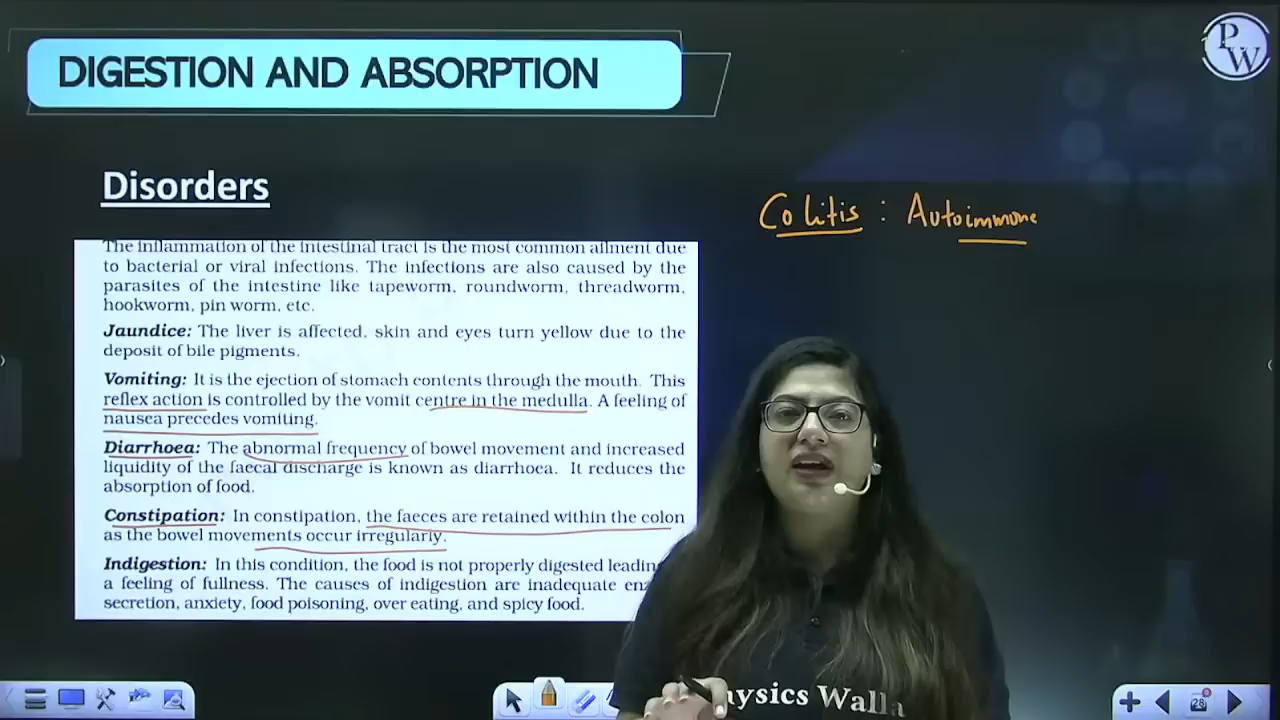 DIGESTION AND ABSORPTION
PW
Disorders
Colitis : Autoimmune
The inflammation of the intestinal tract is the most common ailment due
to bacterial or viral infections. The infections are also caused by the
parasites of the intestine like tapeworm, roundworm, threadworm,
hookworm, pin worm, etc.
Jaundice: The liver is affected, skin and eyes turn yellow due to the
deposit of bile pigments.
Vomiting: It is the ejection of stomach contents through the mouth. This
reflex action is controlled by the vomit centre in the medulla. A feeling of
nausea precedes vomiting.
Diarrhoea: The abnormal frequency of bowel movement and increased
liquidity of the faecal discharge is known as diarrhoea. It reduces the
absorption of food.
Constipation: In constipation, the faeces are retained within the colon
as the bowel movements occur irregularly.
Indigestion: In this condition, the food is not properly digested leadin
a feeling of fullness. The causes of indigestion are inadequate en
secretion, anxiety, food poisoning, over eating, and spicy food.
ysics Walla
28